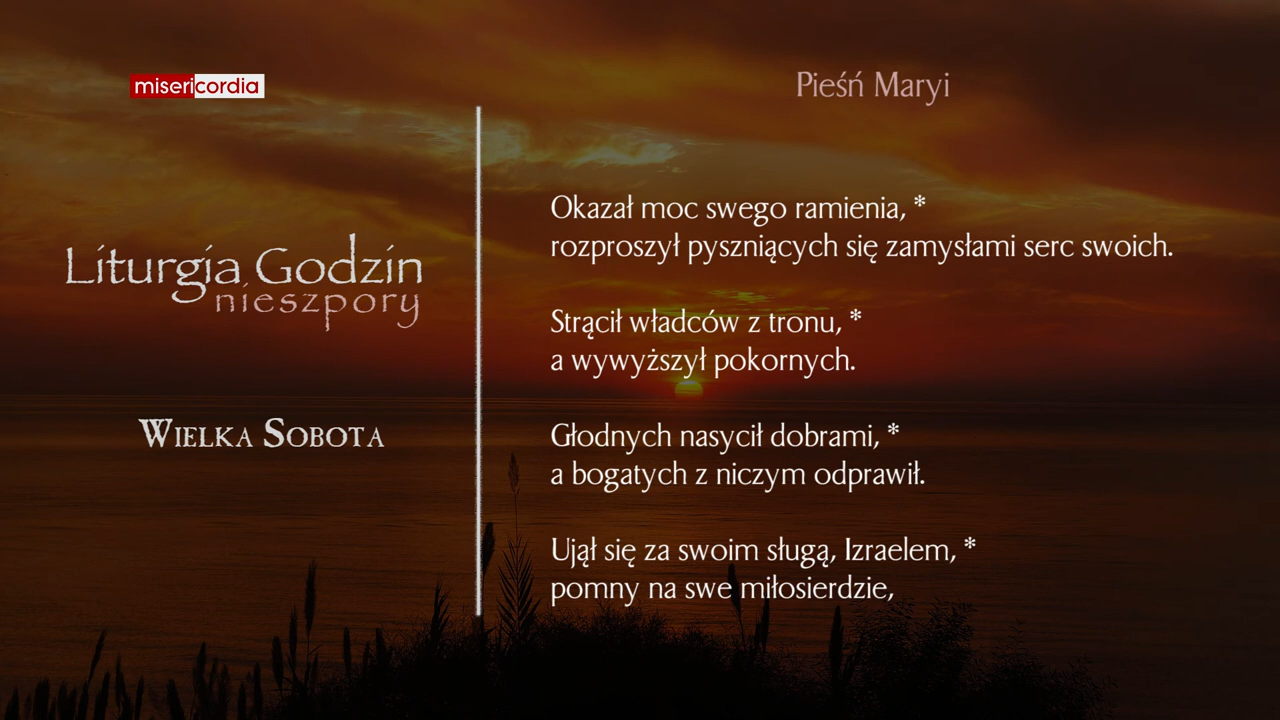 misericordia
Liturgia Godzin
nieszpory
Wielka Sobota
Pieśń Maryi
Okazał moc swego ramienia, *
rozproszył pyszniących się zamysłami serc swoich.
Strącił władców z tronu, *
a wywyższył pokornych.
Głodnych nasycił dobrami, *
a bogatych z niczym odprawił.
Ujął się za swoim sługą, Izraelem, *
pomny na swe miłosierdzie,